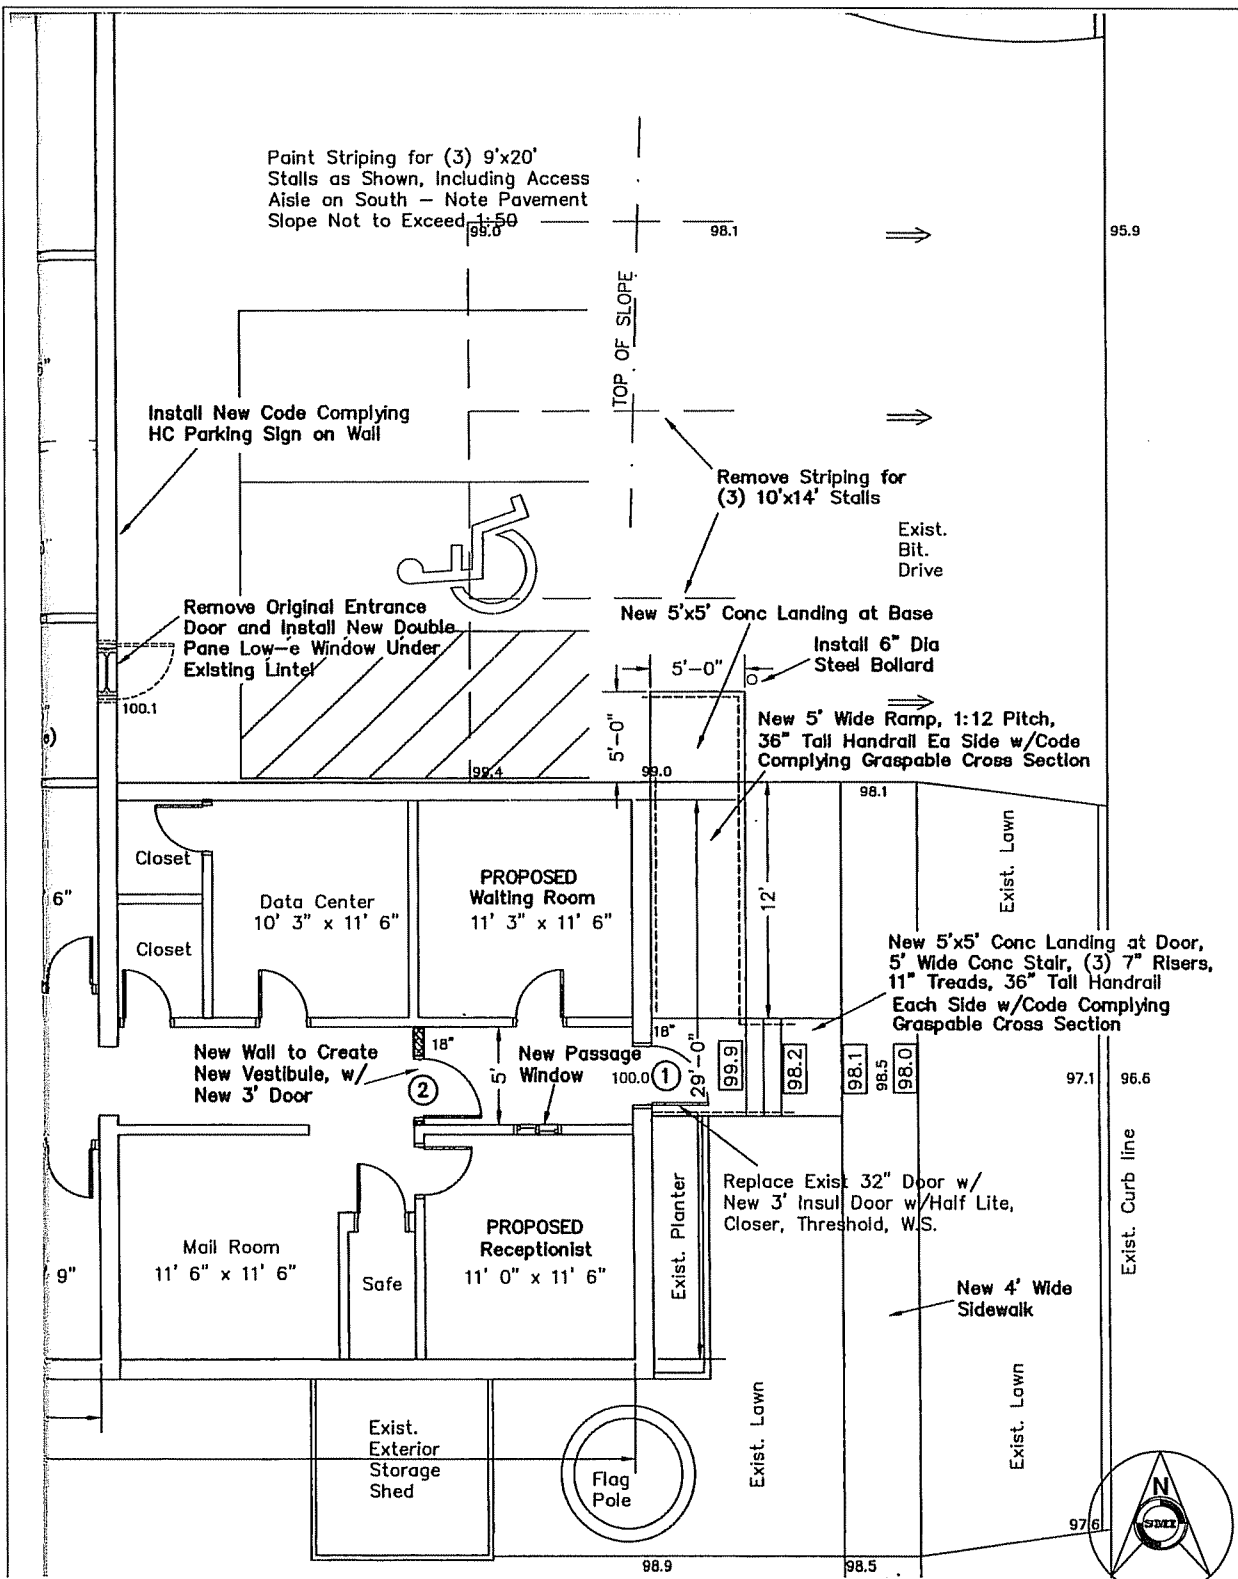 Paint Striping for (3) 9'x20'
Stalls as Shown, Including Access
Aisle on South – Note Pavement
Slope Not to Exceed 1:50
99.0
98.1
95.9
TOP OF SLOPE
Install New Code Complying
HC Parking Sign on Wall
Remove Striping for
(3) 10'x14' Stalls
Exist.
Bit.
Drive
Remove Original Entrance
Door and Install New Double
Pane Low-e Window Under
Existing Lintel
100.1
New 5'x5' Conc Landing at Base
Install 6" Dia
Steel Bollard
5'-0"
5'-0"
New 5' Wide Ramp, 1:12 Pitch,
36" Tall Handrail Ea Side w/Code
Complying Graspable Cross Section
99.4
99.0
98.1
Closet
Data Center
10' 3" x 11' 6"
PROPOSED
Waiting Room
11' 3" x 11' 6"
6"
Closet
12'
Exist. Lawn
New 5'x5' Conc Landing at Door,
5' Wide Conc Stair, (3) 7" Risers,
11" Treads, 36" Tall Handrail
Each Side w/Code Complying
Graspable Cross Section
New Wall to Create
New Vestibule, w/
New 3' Door
18"
2
5'
New Passage
Window
18"
100.0
1
29'-0"
99.9
98.2
98.1
98.5
98.0
97.1
96.6
Replace Exist 32" Door w/
New 3' Insul Door w/Half Lite,
Closer, Threshold, W.S.
Exist. Planter
Exist. Curb line
Mail Room
11' 6" x 11' 6"
9"
Safe
PROPOSED
Receptionist
11' 0" x 11' 6"
New 4' Wide
Sidewalk
Exist.
Exterior
Storage
Shed
Flag
Pole
Exist. Lawn
Exist. Lawn
97.6
N
SMI
98.9
98.5